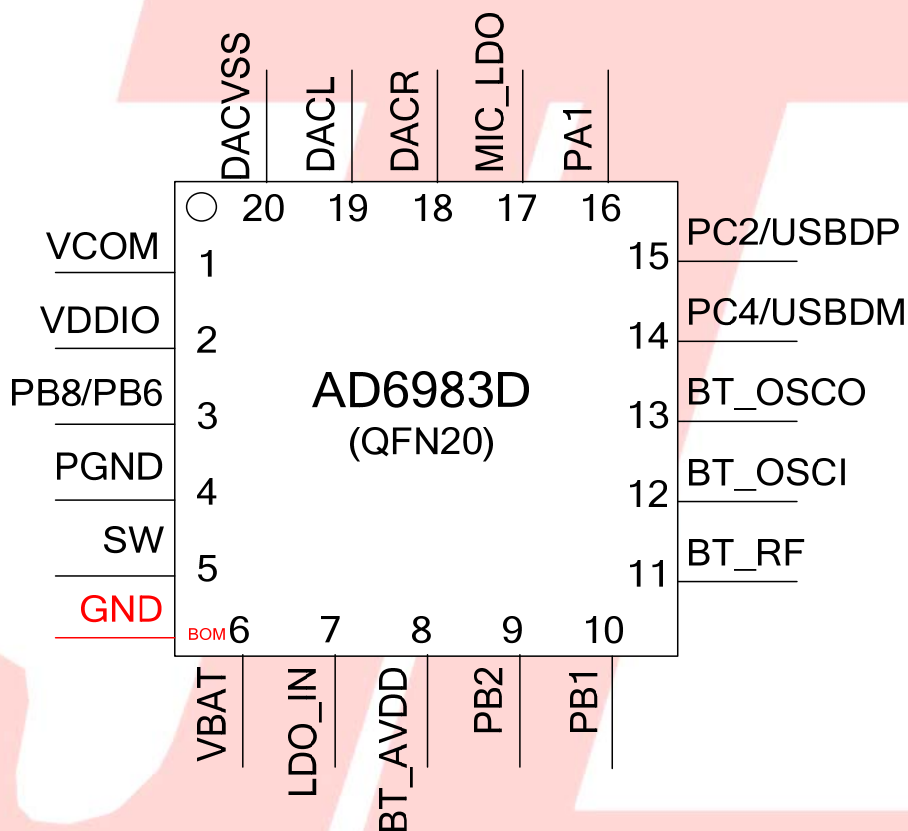 DACVSS
DACL
DACR
MIC_LDO
PA1
20 19 18 17 16
VCOM 1
VDDIO 2
PB8/PB6 3
PGND 4
SW 5
GND BOM
AD6983D
(QFN20)
15 PC2/USBDP
14 PC4/USBDM
13 BT_OSCO
12 BT_OSCI
11 BT_RF
6 7 8 9 10
VBAT
LDO_IN
BT_AVDD
PB2
PB1